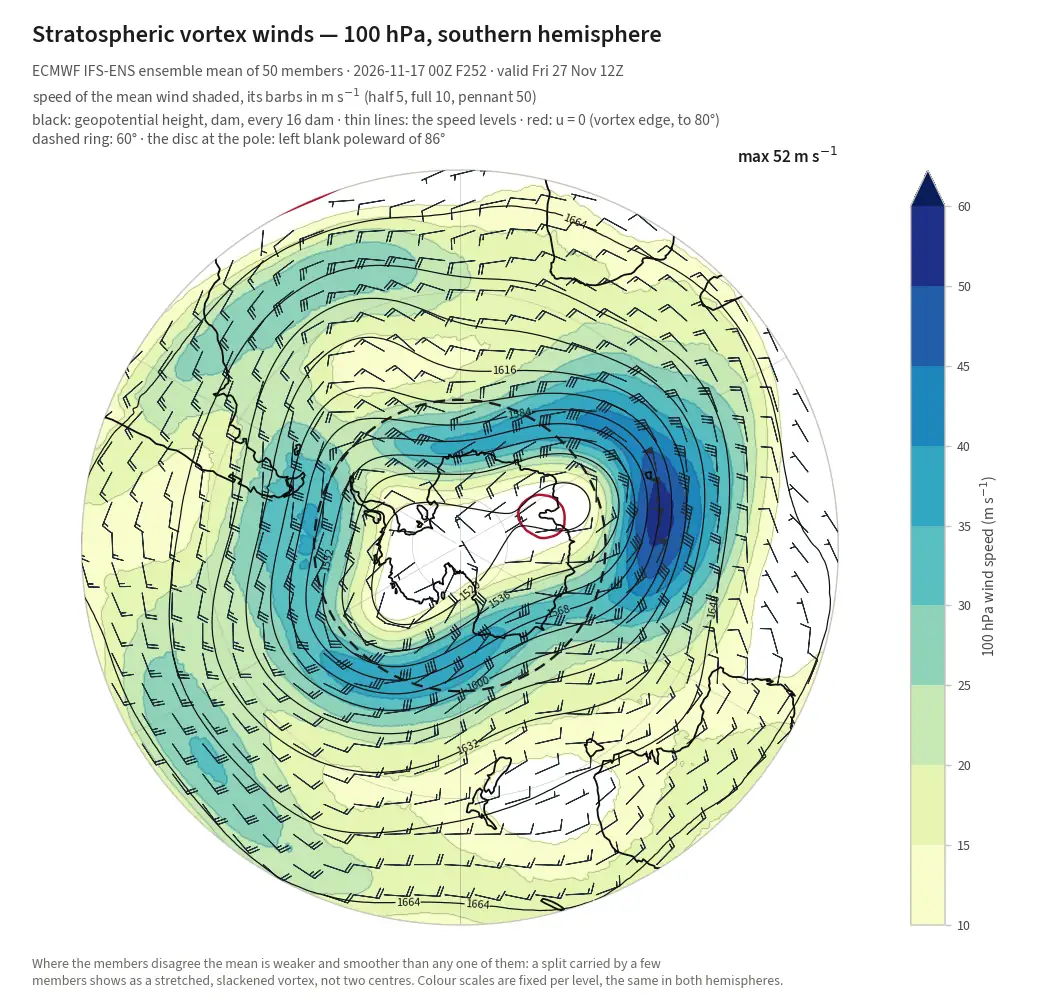 Stratospheric vortex winds — 100 hPa, southern hemisphere
ECMWF IFS-ENS ensemble mean of 50 members · 2026-11-17 00Z F252 · valid Fri 27 Nov 12Z
speed of the mean wind shaded, its barbs in m s⁻¹ (half 5, full 10, pennant 50)
black: geopotential height, dam, every 16 dam · thin lines: the speed levels · red: u = 0 (vortex edge, to 80°)
dashed ring: 60° · the disc at the pole: left blank poleward of 86°
max 52 m s⁻¹
1664
1616
1584
1552
1536
1568
1648
1600
1632
1664
1664
60
50
45
40
35
30
25
20
15
10
100 hPa wind speed (m s⁻¹)
Where the members disagree the mean is weaker and smoother than any one of them: a split carried by a few
members shows as a stretched, slackened vortex, not two centres. Colour scales are fixed per level, the same in both hemispheres.